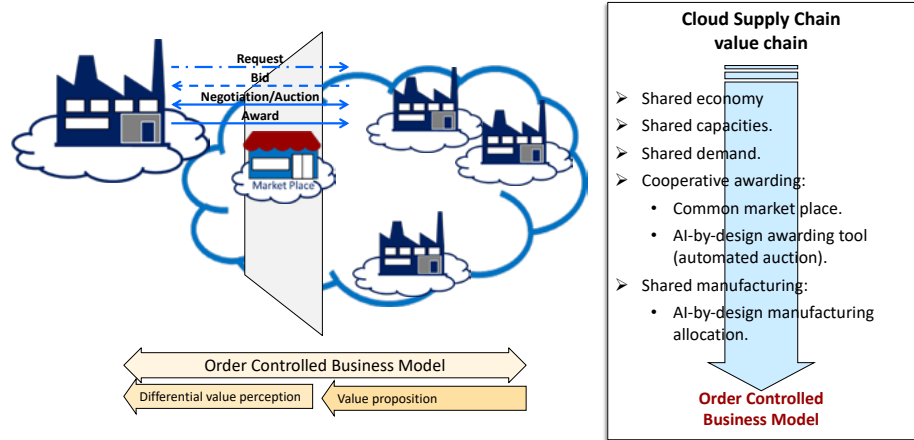 Request
Bid
Negotiation/Auction
Award
Market Place
Order Controlled Business Model
Differential value perception
Value proposition
Cloud Supply Chain
value chain
➢ Shared economy
➢ Shared capacities.
➢ Shared demand.
➢ Cooperative awarding:
• Common market place.
• AI-by-design awarding tool
(automated auction).
➢ Shared manufacturing:
• AI-by-design manufacturing
allocation.
Order Controlled
Business Model